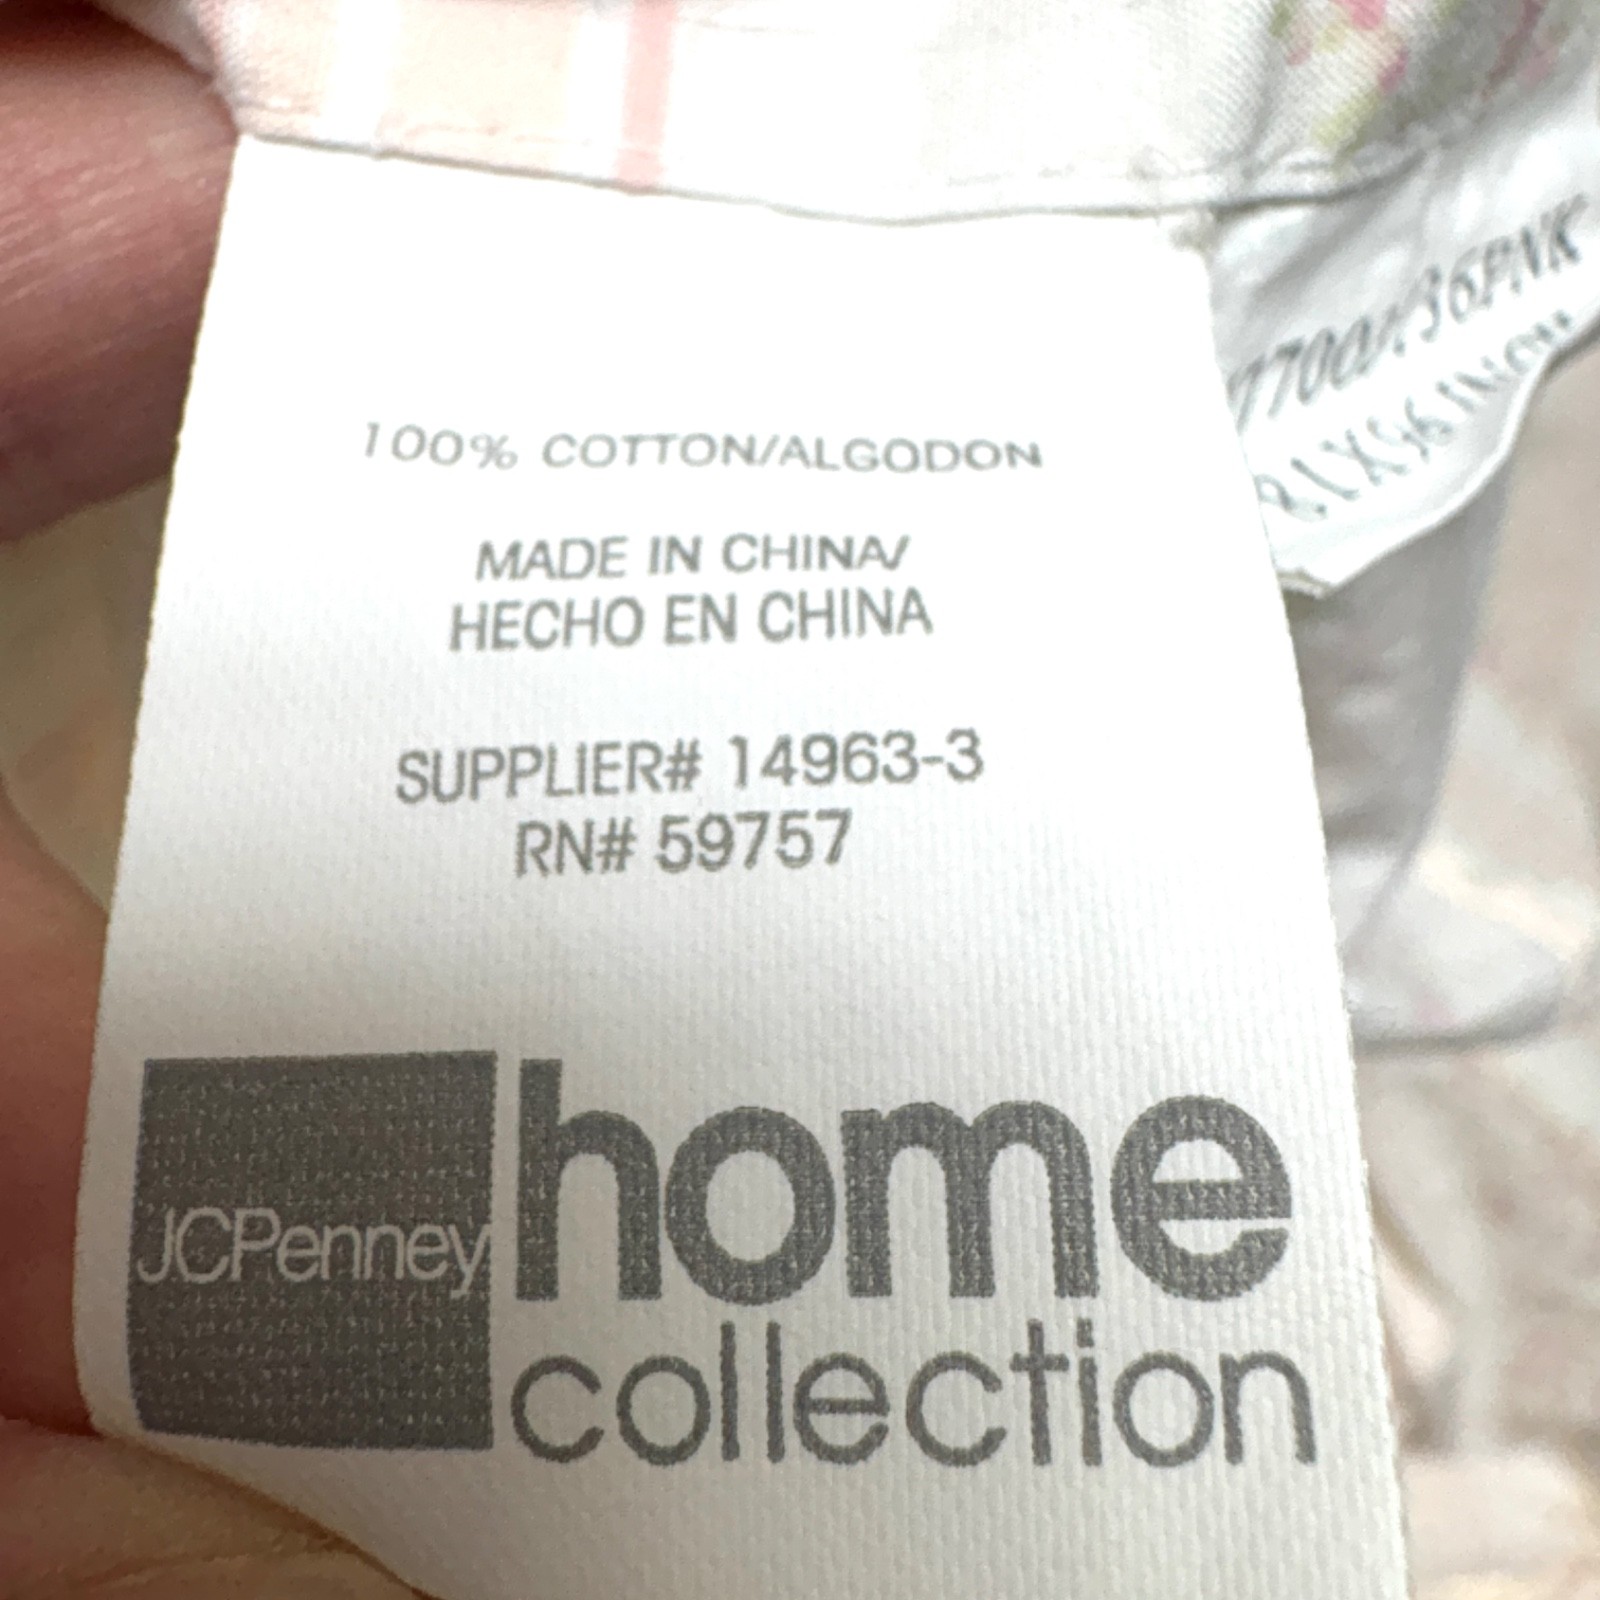 100% COTTON/ALGODON
MADE IN CHINA/
HECHO EN CHINA
SUPPLIER# 14963-3
RN# 59757
JCPenney
home
collection